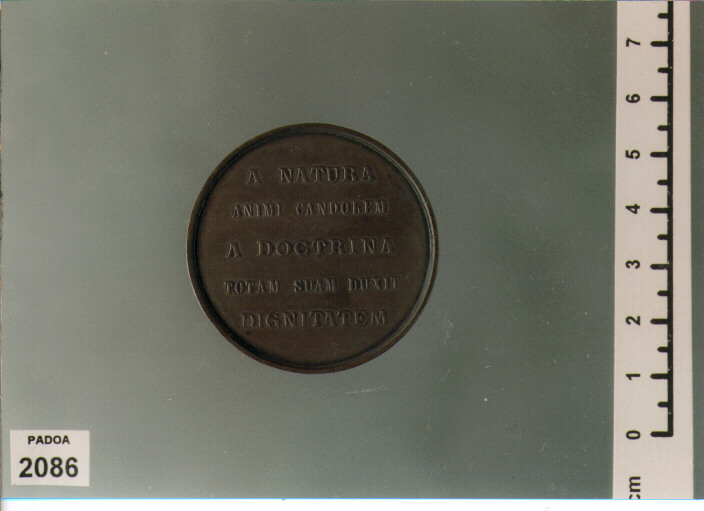 A NATURA
ANIMI CANDOREM
A DOCTRINA
TOTAM SUAM DUXIT
DIGNITATEM
PADOA
2086
7
6
5
4
3
2
1
0
cm